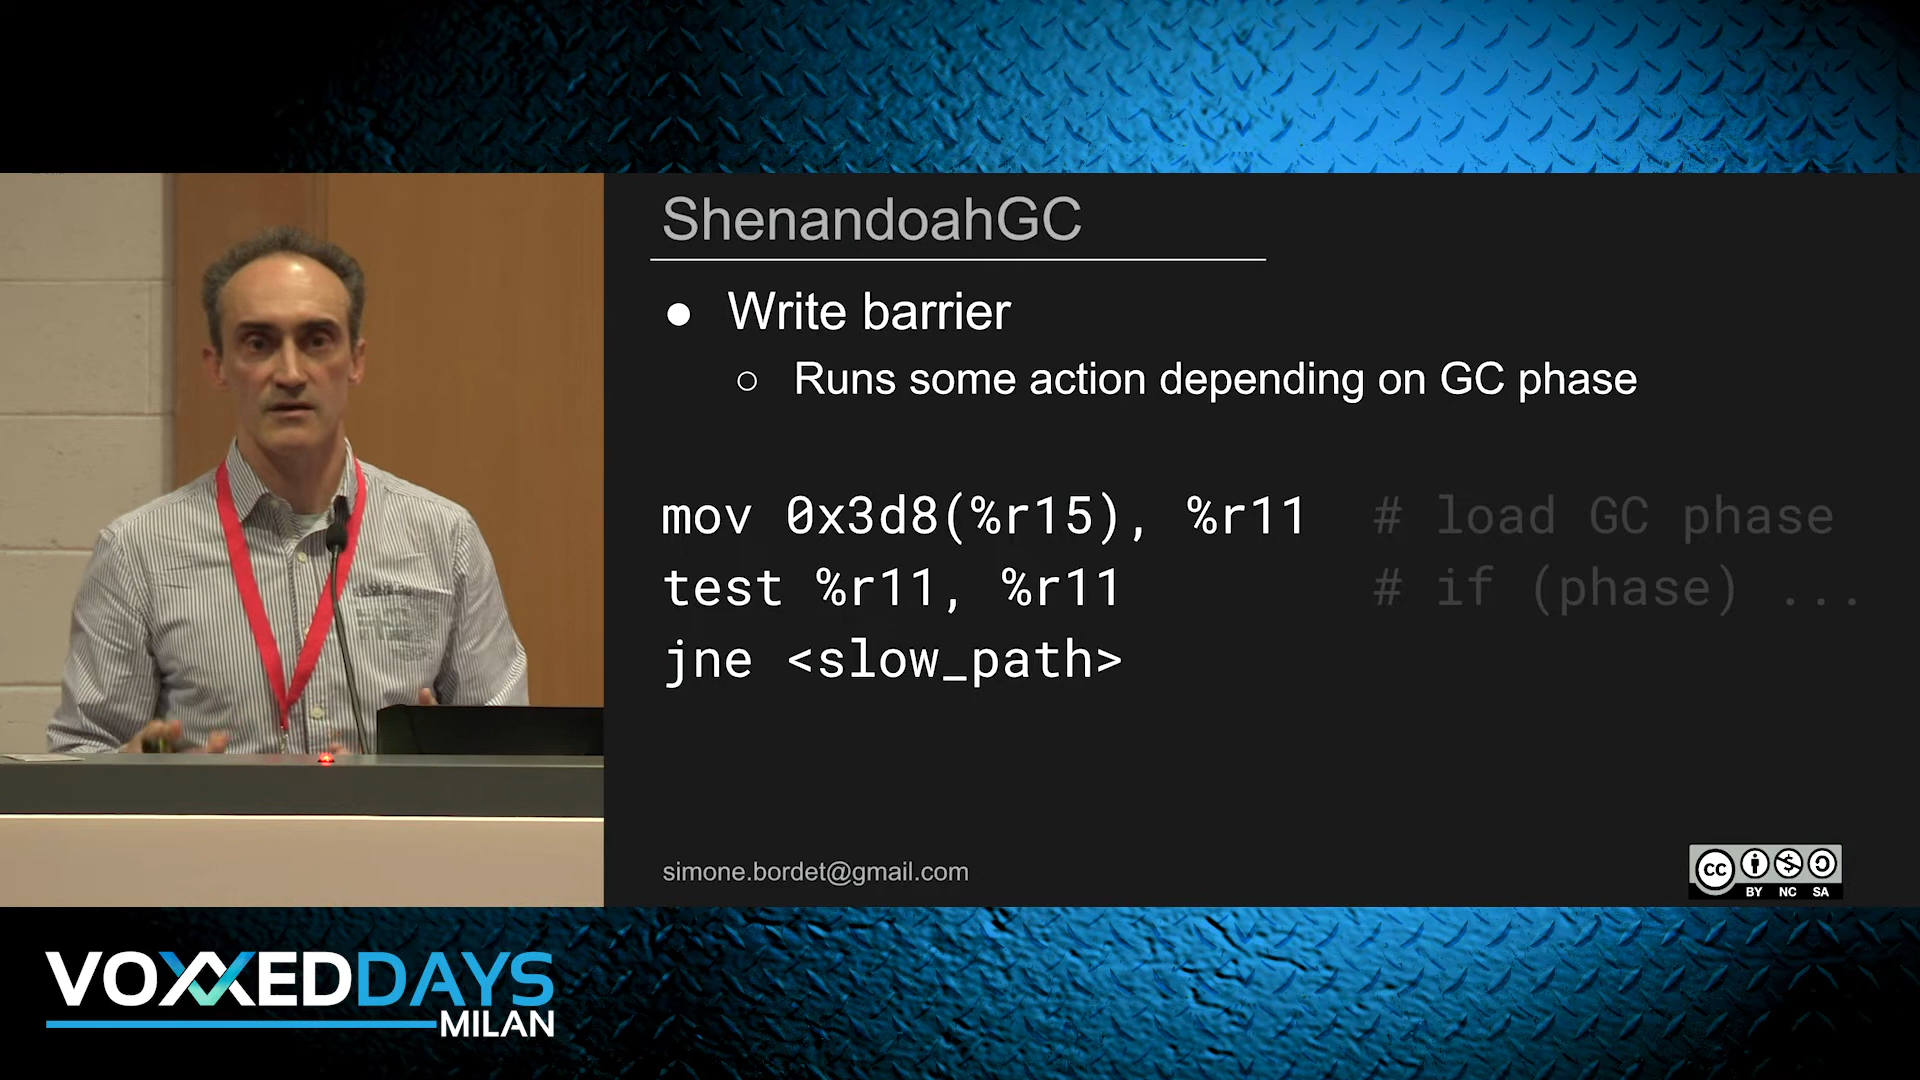 ShenandoahGC
● Write barrier
○ Runs some action depending on GC phase
mov 0x3d8(%r15), %r11 # load GC phase
test %r11, %r11 # if (phase) ...
jne <slow_path>
simone.bordet@gmail.com
cc BY NC SA
VOXXEDDAYS
MILAN